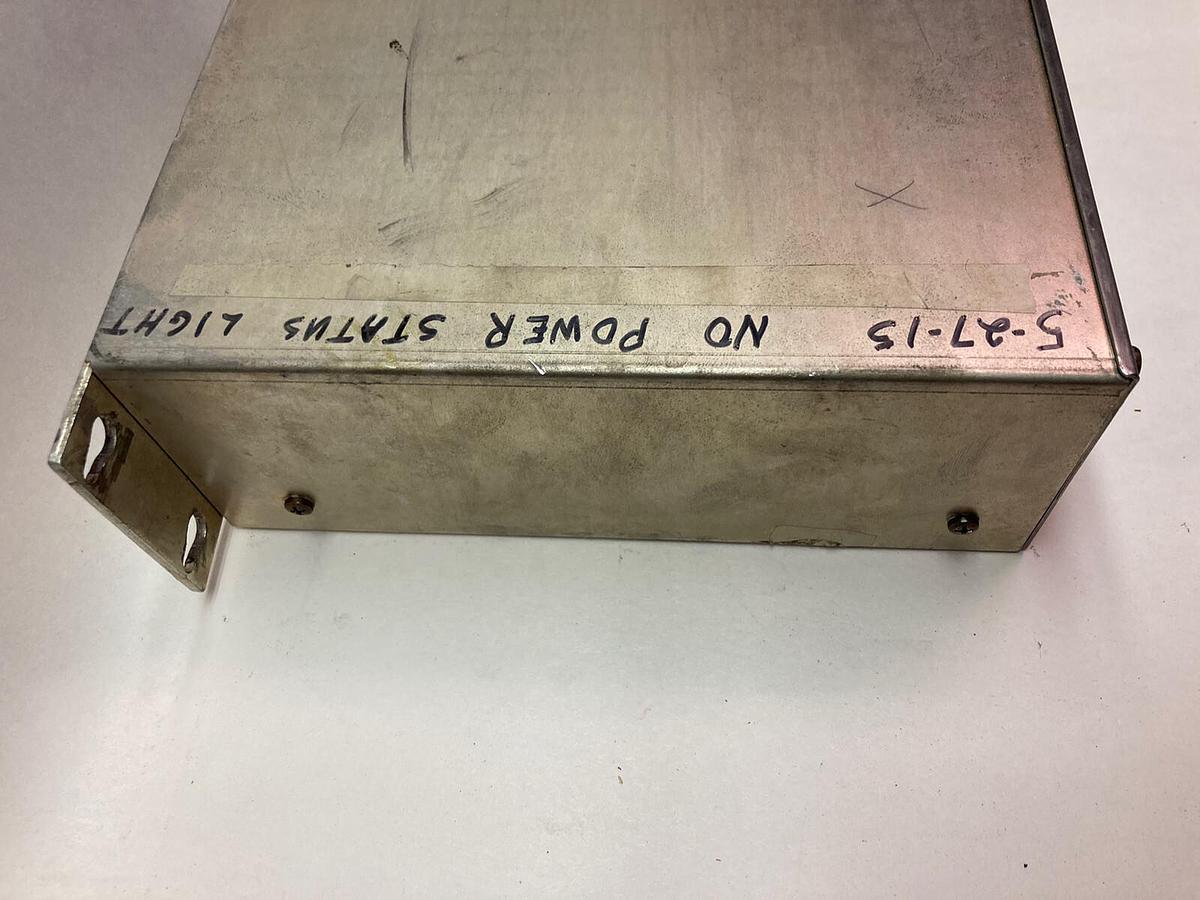 5-27-15 NO POWER STATUS LIGHT